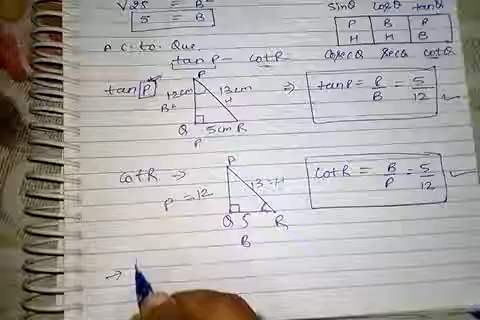 √25 = B
5 = B
sinθ cosθ tanθ
P B P
H H B
cosecθ secθ cotθ
A C. to. Que.
tan P - cot R =
tan P
P
12cm
B=
13cm
H
Q 5cm R
P
=> tan P = P/B = 5/12
cot R =>
P
P = 12
13=H
Q 5 R
B
cot R = B/P = 5/12
→